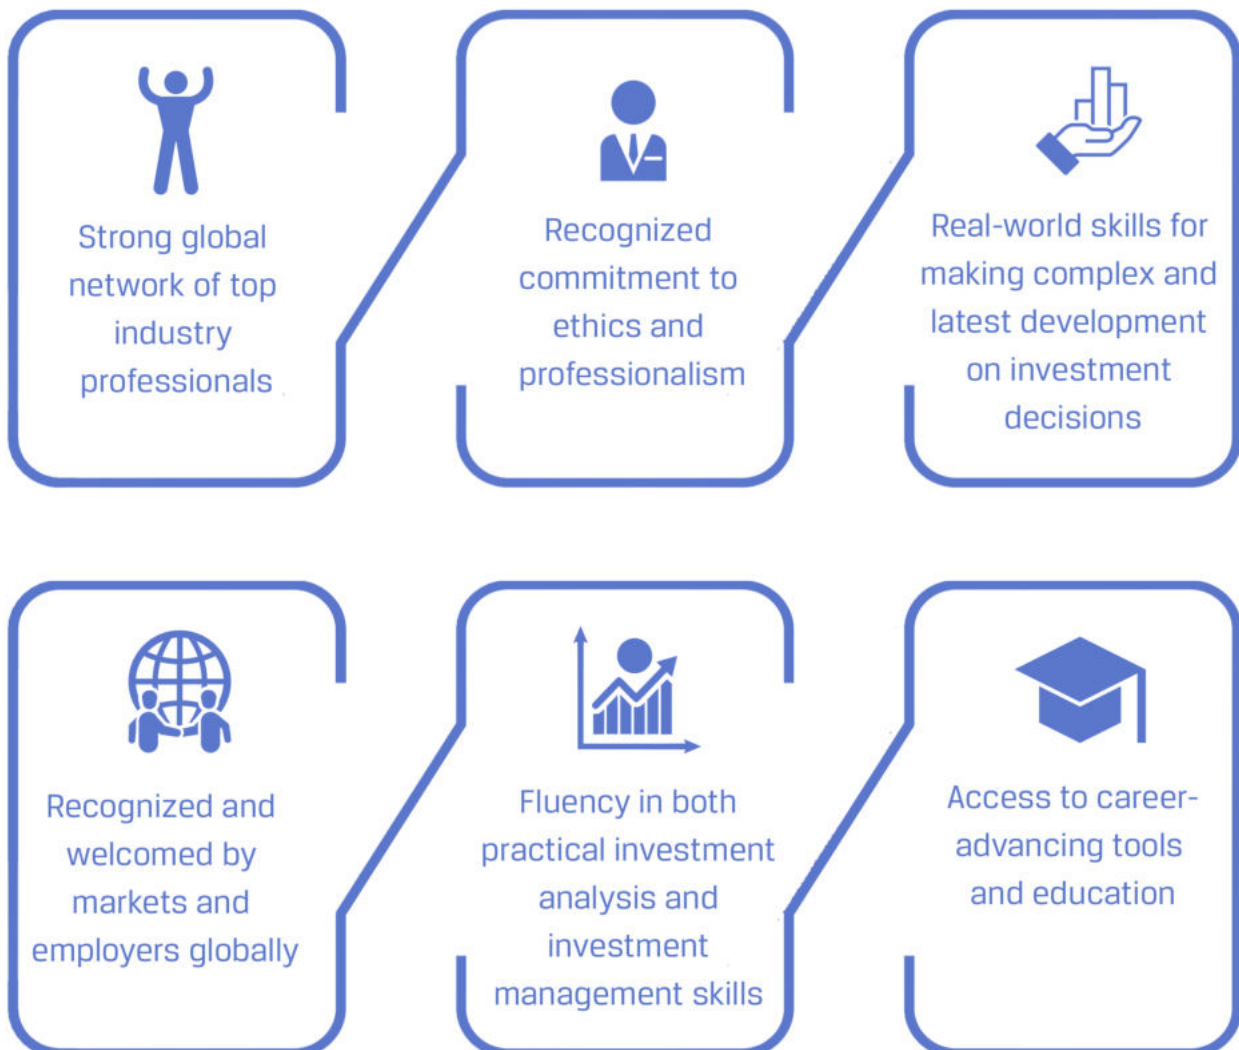 Strong global
network of top
industry
professionals
Recognized
commitment to
ethics and
professionalism
Real-world skills for
making complex and
latest development
on investment
decisions
Recognized and
welcomed by
markets and
employers globally
Fluency in both
practical investment
analysis and
investment
management skills
Access to career-
advancing tools
and education